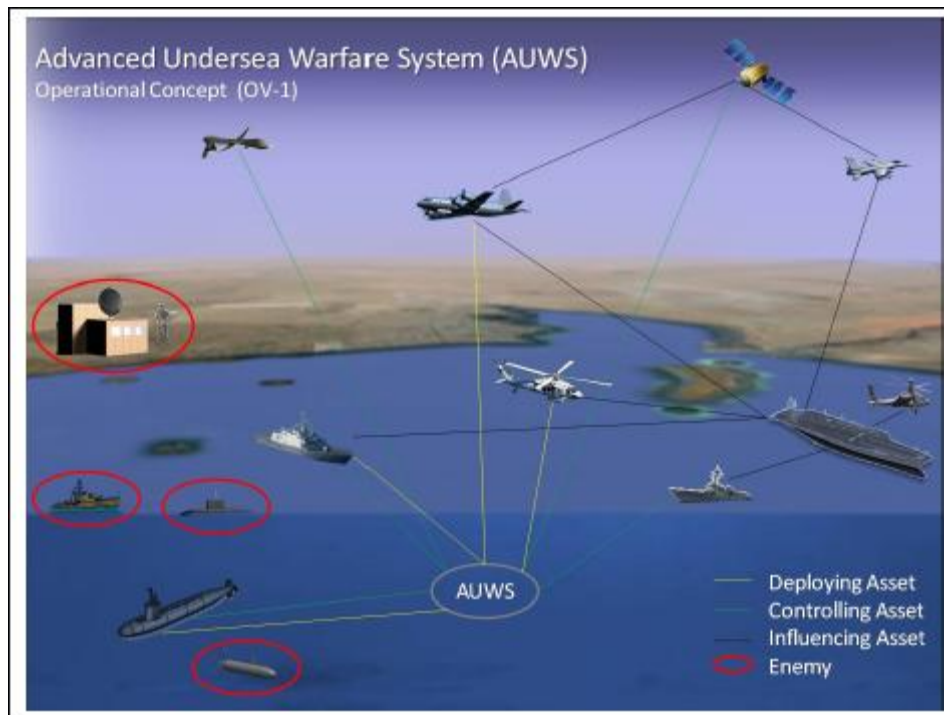 Advanced Undersea Warfare System (AUWS)
Operational Concept (OV-1)
AUWS
Deploying Asset
Controlling Asset
Influencing Asset
Enemy